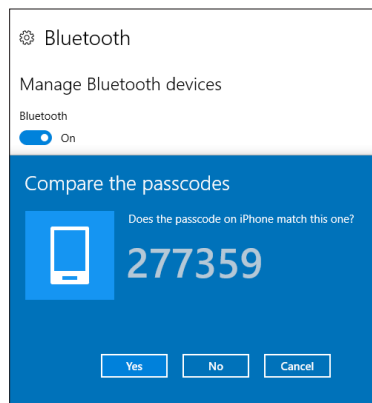 Bluetooth
Manage Bluetooth devices
Bluetooth
On
Compare the passcodes
Does the passcode on iPhone match this one?
277359
Yes No Cancel